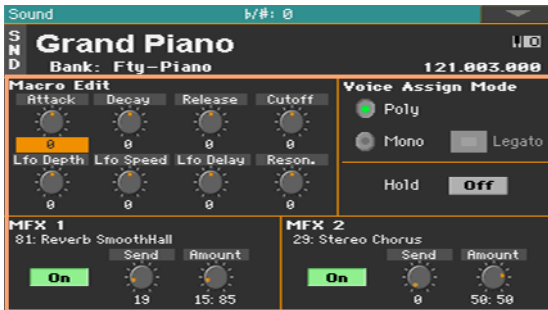 Sound ♭/#: 0
SND
Grand Piano
Bank: Fty-Piano 121.003.000
Macro Edit
Attack Decay Release Cutoff
0 0 0 0
Lfo Depth Lfo Speed Lfo Delay Reson.
0 0 0 0
Voice Assign Mode
Poly
Mono Legato
Hold Off
MFX 1
81: Reverb SmoothHall
Send Amount
On
19 15:85
MFX 2
29: Stereo Chorus
Send Amount
On
0 50:50